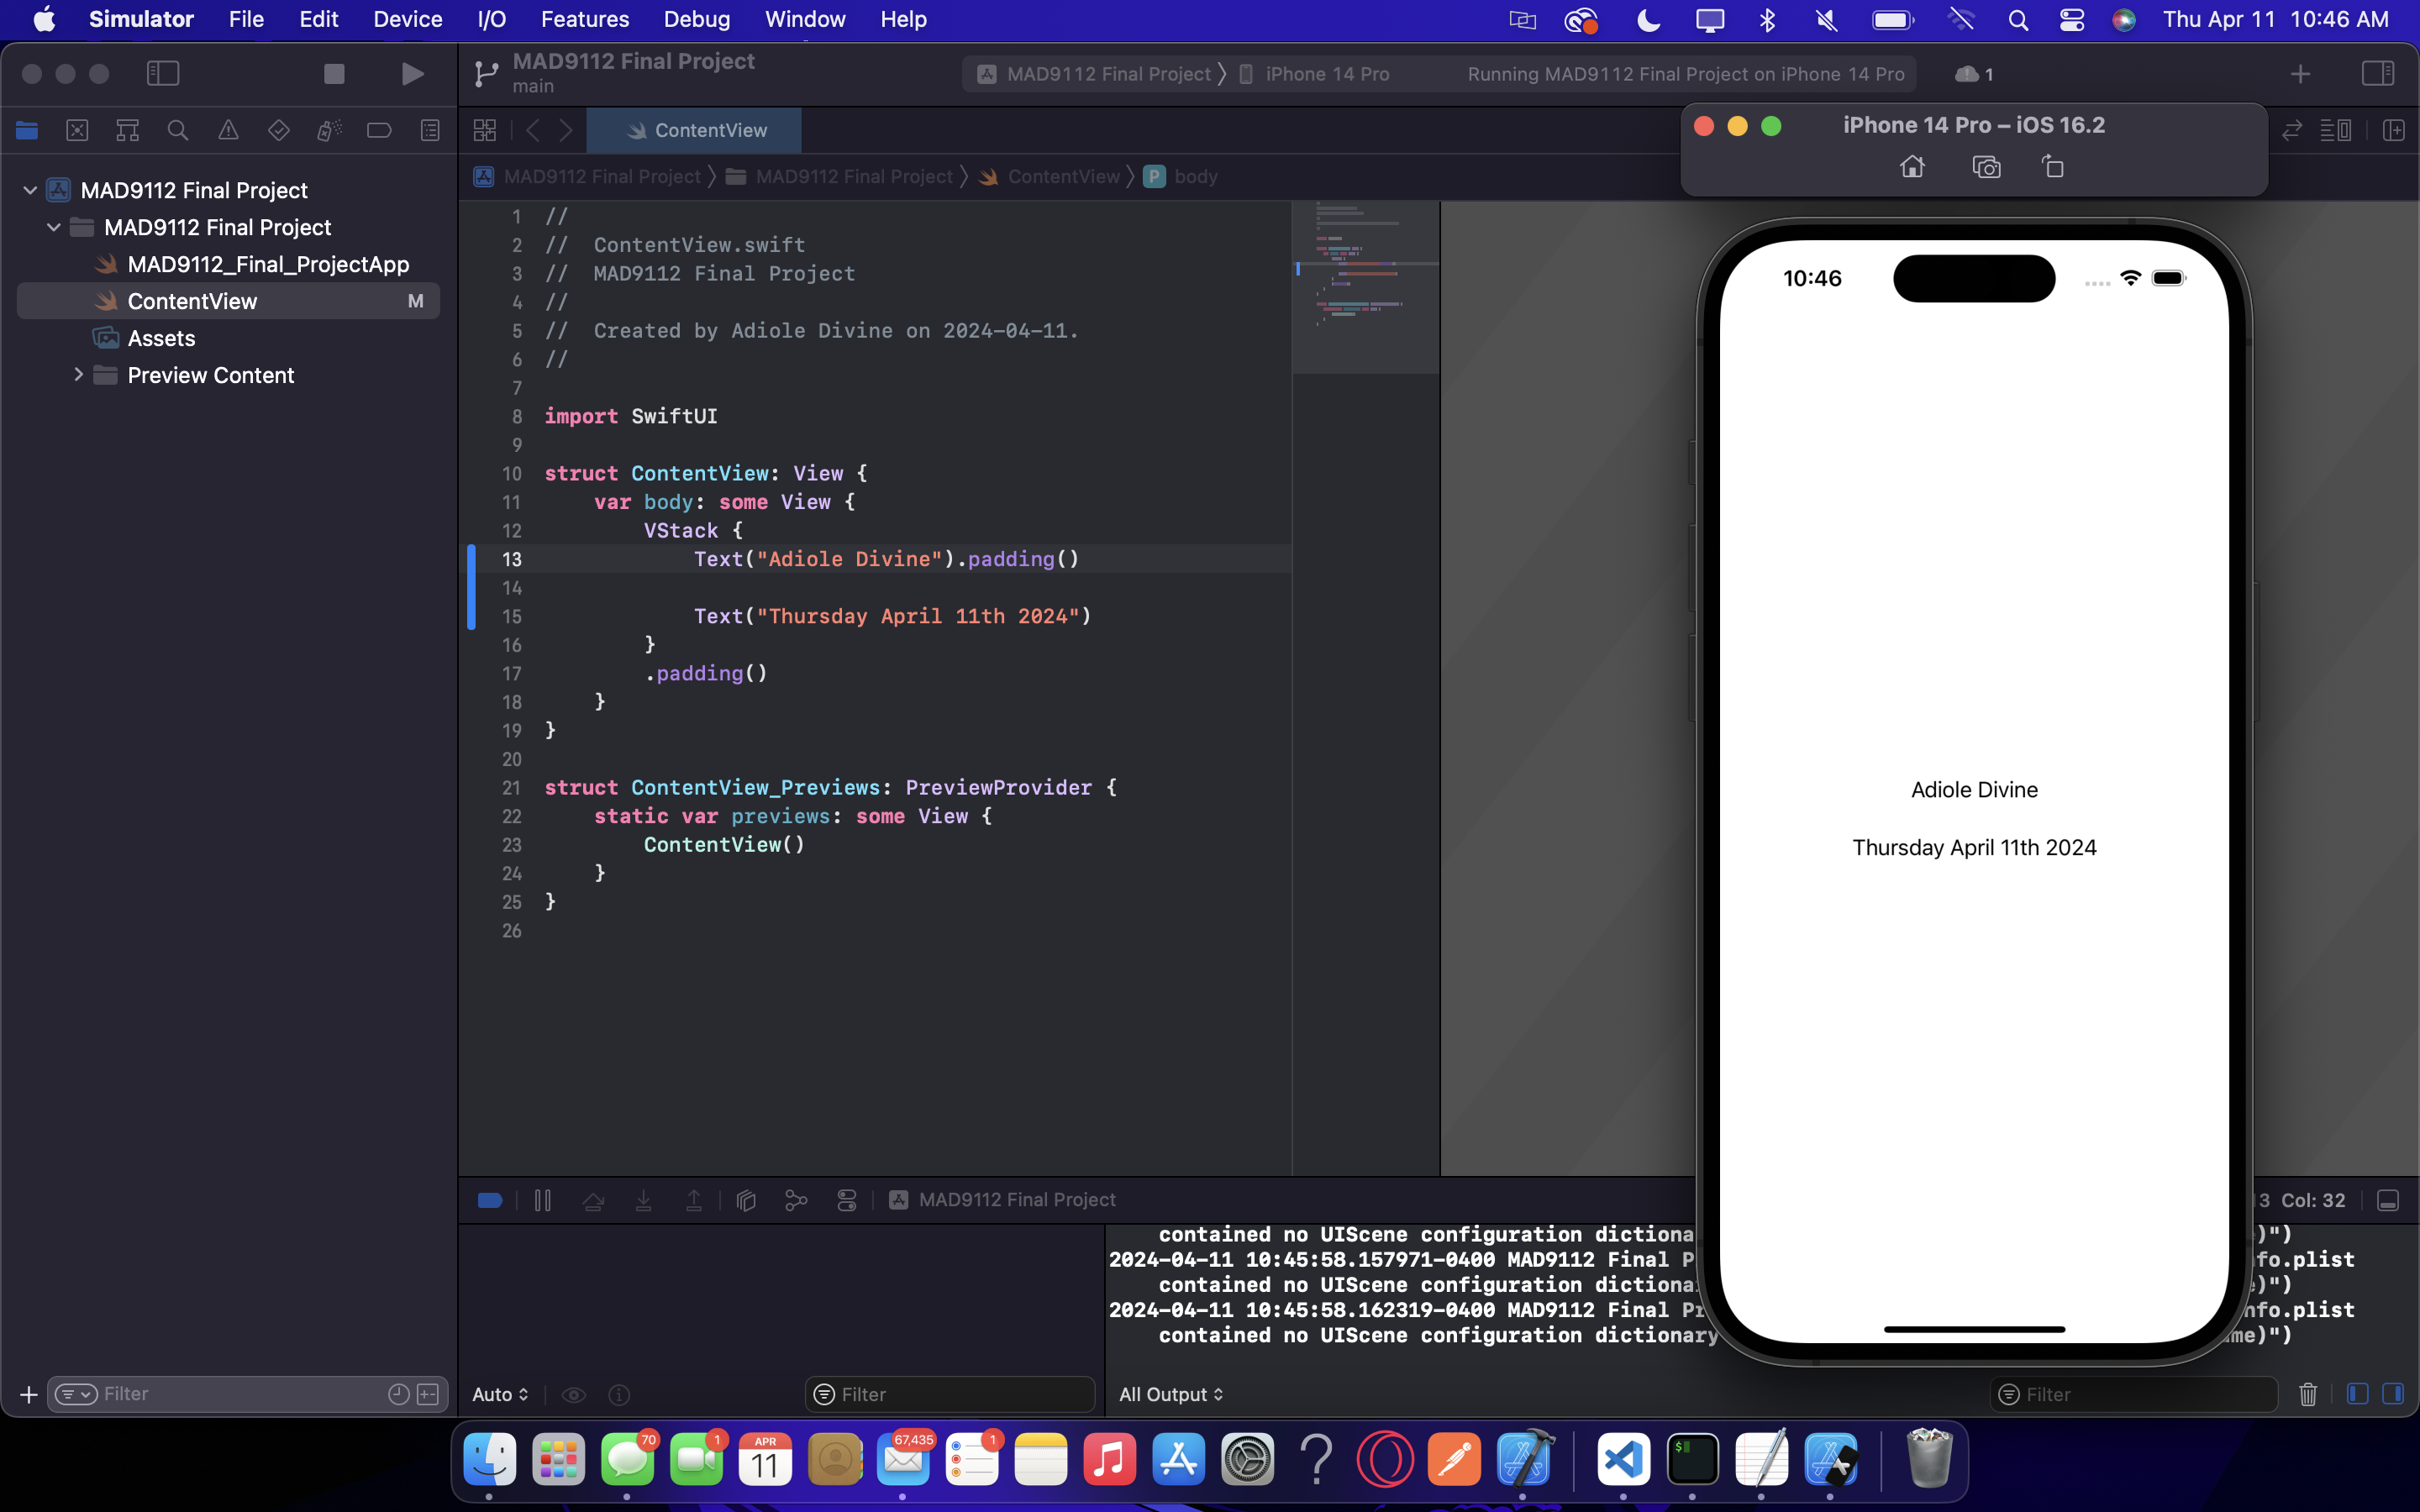 Simulator File Edit Device I/O Features Debug Window Help Thu Apr 11 10:46 AM
MAD9112 Final Project
main
MAD9112 Final Project iPhone 14 Pro Running MAD9112 Final Project on iPhone 14 Pro 1
ContentView
iPhone 14 Pro – iOS 16.2
MAD9112 Final Project MAD9112 Final Project ContentView P body
MAD9112 Final Project
MAD9112 Final Project
MAD9112_Final_ProjectApp
ContentView M
Assets
Preview Content
1 //
2 // ContentView.swift
3 // MAD9112 Final Project
4 //
5 // Created by Adiole Divine on 2024-04-11.
6 //
7
8 import SwiftUI
9
10 struct ContentView: View {
11 var body: some View {
12 VStack {
13 Text("Adiole Divine").padding()
14
15 Text("Thursday April 11th 2024")
16 }
17 .padding()
18 }
19 }
20
21 struct ContentView_Previews: PreviewProvider {
22 static var previews: some View {
23 ContentView()
24 }
25 }
26
10:46
Adiole Divine
Thursday April 11th 2024
MAD9112 Final Project
3 Col: 32
contained no UIScene configuration dictiona )")
2024-04-11 10:45:58.157971-0400 MAD9112 Final P nfo.plist
contained no UIScene configuration dictiona )")
2024-04-11 10:45:58.162319-0400 MAD9112 Final Pr nfo.plist
contained no UIScene configuration dictionary me)")
Filter
Auto
Filter
All Output
Filter
70
1
APR
11
67,435
1
$